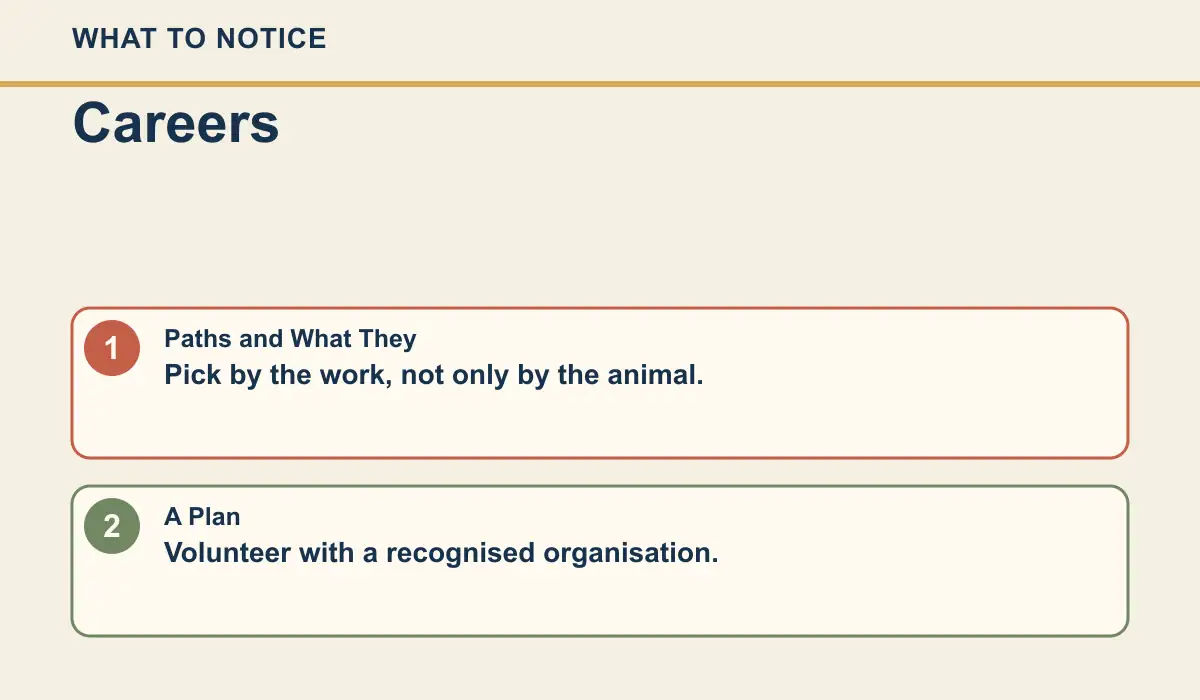 WHAT TO NOTICE
Careers
1
Paths and What They
Pick by the work, not only by the animal.
2
A Plan
Volunteer with a recognised organisation.